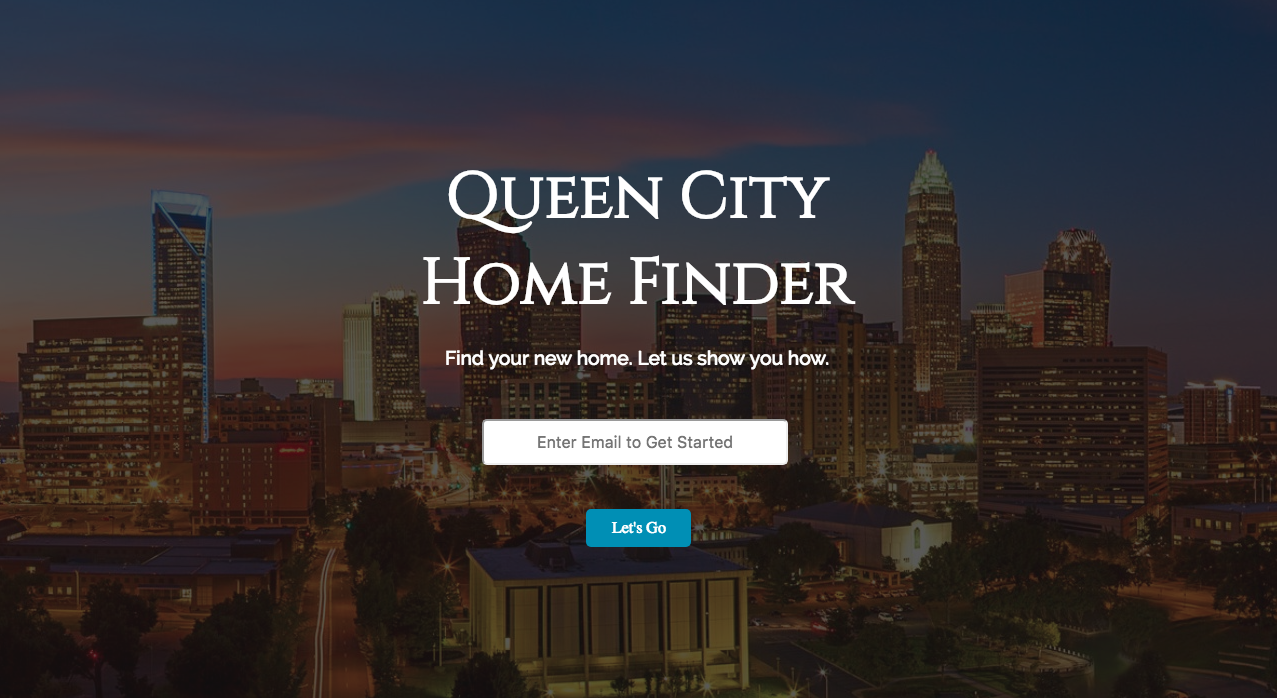 Queen City
Home Finder
Find your new home. Let us show you how.
Enter Email to Get Started
Let's Go